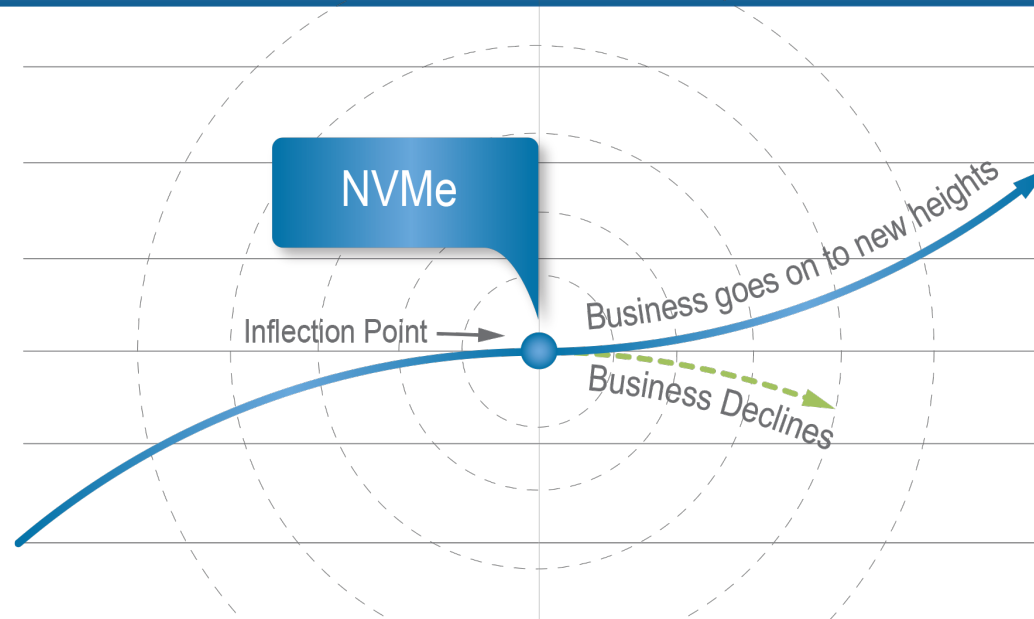 NVMe
Business goes on to new heights
Inflection Point
Business Declines